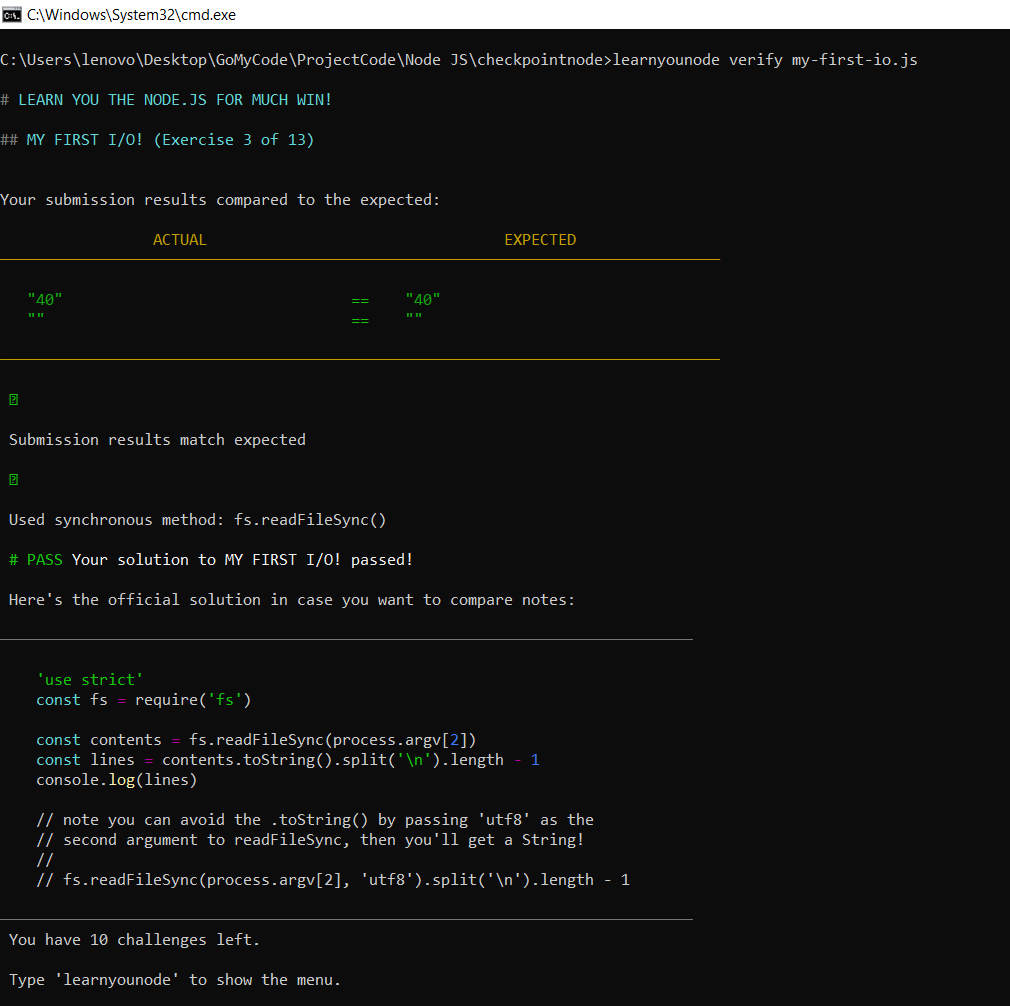 C:\Windows\System32\cmd.exe
C:\Users\lenovo\Desktop\GoMyCode\ProjectCode\Node JS\checkpointnode>learnyounode verify my-first-io.js
# LEARN YOU THE NODE.JS FOR MUCH WIN!
## MY FIRST I/O! (Exercise 3 of 13)
Your submission results compared to the expected:
ACTUAL EXPECTED
"40" == "40"
"" == ""
Submission results match expected
Used synchronous method: fs.readFileSync()
# PASS Your solution to MY FIRST I/O! passed!
Here's the official solution in case you want to compare notes:
'use strict'
const fs = require('fs')
const contents = fs.readFileSync(process.argv[2])
const lines = contents.toString().split('\n').length - 1
console.log(lines)
// note you can avoid the .toString() by passing 'utf8' as the
// second argument to readFileSync, then you'll get a String!
//
// fs.readFileSync(process.argv[2], 'utf8').split('\n').length - 1
You have 10 challenges left.
Type 'learnyounode' to show the menu.